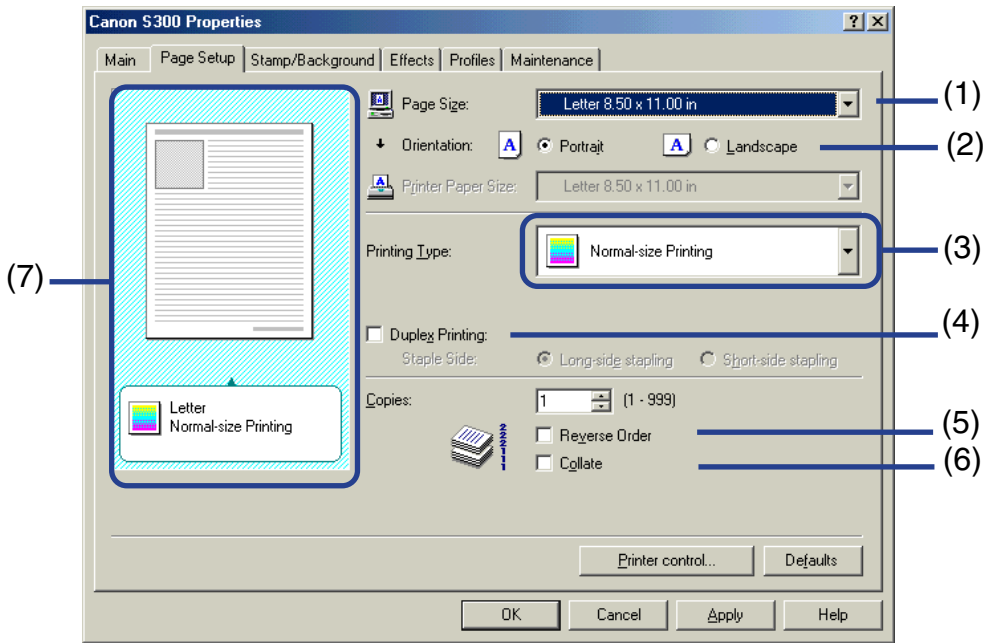 Canon S300 Properties
Main Page Setup Stamp/Background Effects Profiles Maintenance
Page Size: Letter 8.50 x 11.00 in (1)
Orientation: A Portrait A Landscape (2)
Printer Paper Size: Letter 8.50 x 11.00 in
Printing Type: Normal-size Printing (3)
(7)
Duplex Printing: (4)
Staple Side: Long-side stapling Short-side stapling
Letter
Normal-size Printing
Copies: 1 (1 - 999)
222111
Reverse Order (5)
Collate (6)
Printer control... Defaults
OK Cancel Apply Help